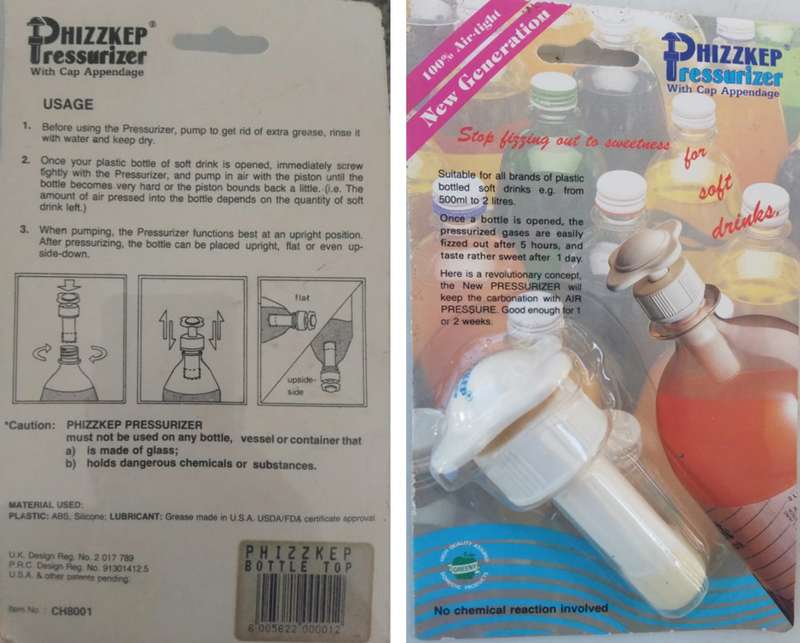 PHIZZKEP
Pressurizer
With Cap Appendage
USAGE
1. Before using the Pressurizer, pump to get rid of extra grease, rinse it
with water and keep dry.
2. Once your plastic bottle of soft drink is opened, immediately screw
tightly with the Pressurizer, and pump in air with the piston until the
bottle becomes very hard or the piston bounds back a little. (i.e. The
amount of air pressed into the bottle depends on the quantity of soft
drink left.)
3. When pumping, the Pressurizer functions best at an upright position.
After pressurizing, the bottle can be placed upright, flat or even up-
side-down.
flat
upside-
side
*Caution: PHIZZKEP PRESSURIZER
must not be used on any bottle, vessel or container that
a) is made of glass;
b) holds dangerous chemicals or substances.
MATERIAL USED:
PLASTIC: ABS, Silicone; LUBRICANT: Grease made in U.S.A. USDA/FDA certificate approval
U.K. Design Reg. No. 2 017 789
P.R.C. Design Reg. No. 91301412.5
U.S.A. & other patents pending.
Item No.: CH8001
PHIZZKEP
BOTTLE TOP
6 005622 000012
100% Air-tight
New Generation
PHIZZKEP
Pressurizer
With Cap Appendage
Stop fizzing out to sweetness for soft drinks.
Suitable for all brands of plastic
bottled soft drinks e.g. from
500ml to 2 litres.
Once a bottle is opened, the
pressurized gases are easily
fizzed out after 5 hours, and
taste rather sweet after 1 day.
Here is a revolutionary concept,
the New PRESSURIZER will
keep the carbonation with AIR
PRESSURE. Good enough for 1
or 2 weeks.
GREENY
No chemical reaction involved